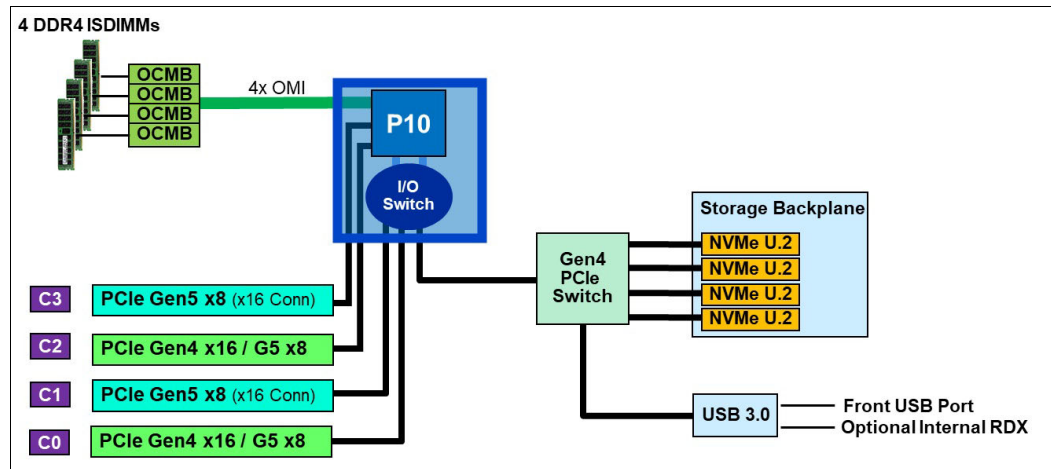 4 DDR4 ISDIMMs
OCMB
OCMB
OCMB
OCMB
4x OMI
P10
I/O
Switch
Storage Backplane
NVMe U.2
NVMe U.2
NVMe U.2
NVMe U.2
Gen4
PCIe
Switch
C3
PCIe Gen5 x8 (x16 Conn)
C2
PCIe Gen4 x16 / G5 x8
C1
PCIe Gen5 x8 (x16 Conn)
C0
PCIe Gen4 x16 / G5 x8
USB 3.0
Front USB Port
Optional Internal RDX